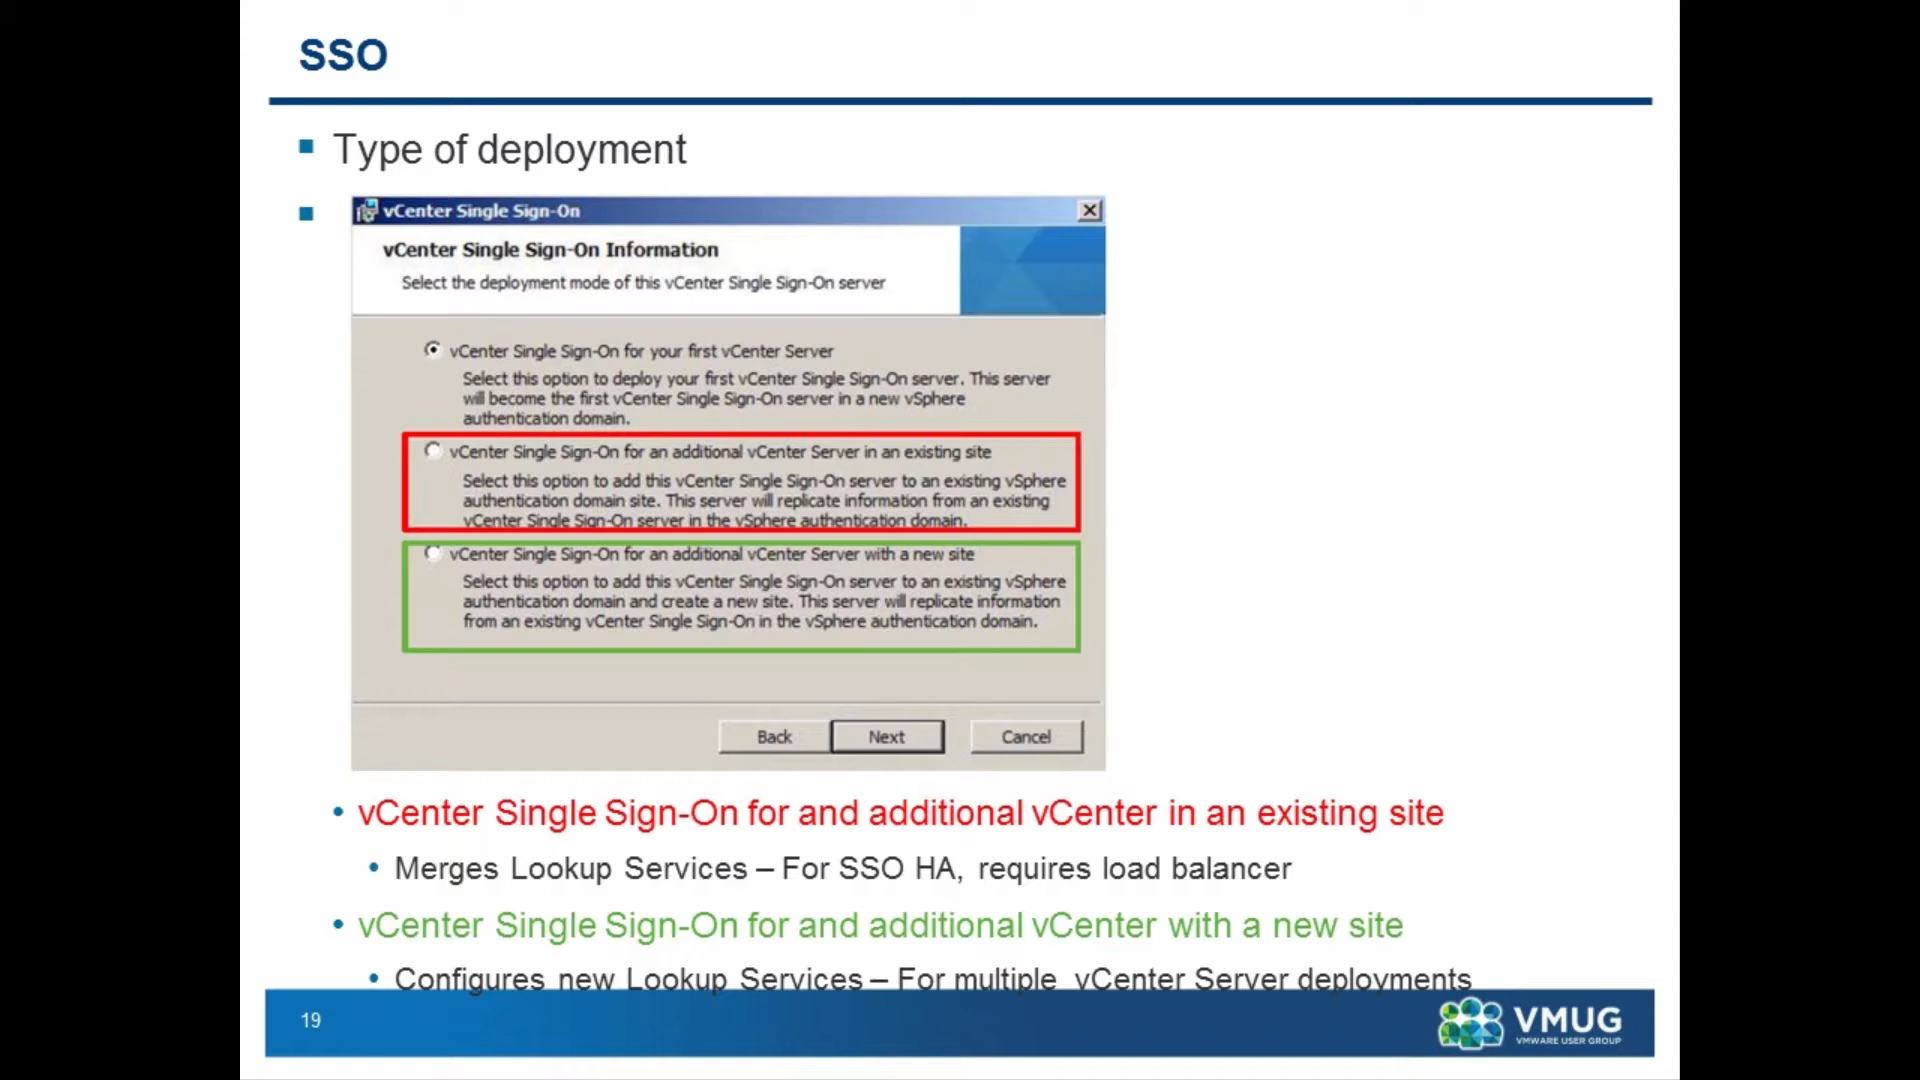 SSO
Type of deployment
vCenter Single Sign-On
vCenter Single Sign-On Information
Select the deployment mode of this vCenter Single Sign-On server
vCenter Single Sign-On for your first vCenter Server
Select this option to deploy your first vCenter Single Sign-On server. This server
will become the first vCenter Single Sign-On server in a new vSphere
authentication domain.
vCenter Single Sign-On for an additional vCenter Server in an existing site
Select this option to add this vCenter Single Sign-On server to an existing vSphere
authentication domain site. This server will replicate information from an existing
vCenter Single Sign-On server in the vSphere authentication domain.
vCenter Single Sign-On for an additional vCenter Server with a new site
Select this option to add this vCenter Single Sign-On server to an existing vSphere
authentication domain and create a new site. This server will replicate information
from an existing vCenter Single Sign-On in the vSphere authentication domain.
Back Next Cancel
• vCenter Single Sign-On for and additional vCenter in an existing site
• Merges Lookup Services – For SSO HA, requires load balancer
• vCenter Single Sign-On for and additional vCenter with a new site
• Configures new Lookup Services – For multiple vCenter Server deployments
19
VMUG
VMWARE USER GROUP